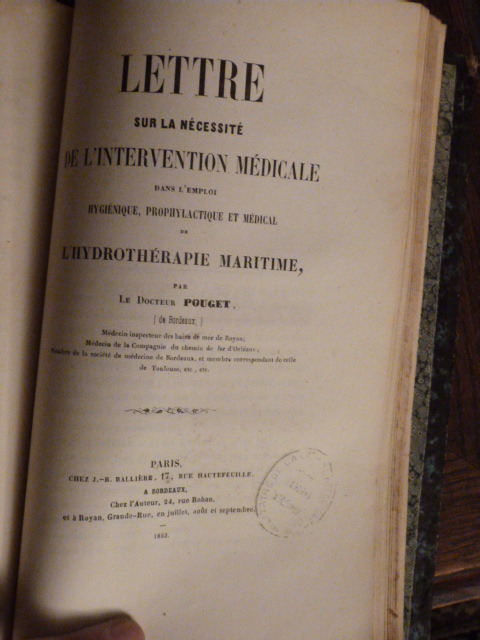 LETTRE
SUR LA NÉCESSITÉ
DE L'INTERVENTION MÉDICALE
DANS L'EMPLOI
HYGIÉNIQUE, PROPHYLACTIQUE ET MÉDICAL
DE
L'HYDROTHÉRAPIE MARITIME,
PAR
LE DOCTEUR POUGET.
(de Bordeaux,)
Médecin inspecteur des bains de mer de Royan;
Médecin de la Compagnie du chemin de fer d'Orléans;
Membre de la société de médecine de Bordeaux, et membre correspondant de celle
de Toulouse, etc., etc.
PARIS,
CHEZ J.-B. BALLIÈRE, 17, RUE HAUTEFEUILLE.
A BORDEAUX,
Chez l'Auteur, 24, rue Rohan,
et à Royan, Grande-Rue, en juillet, août et septembre.